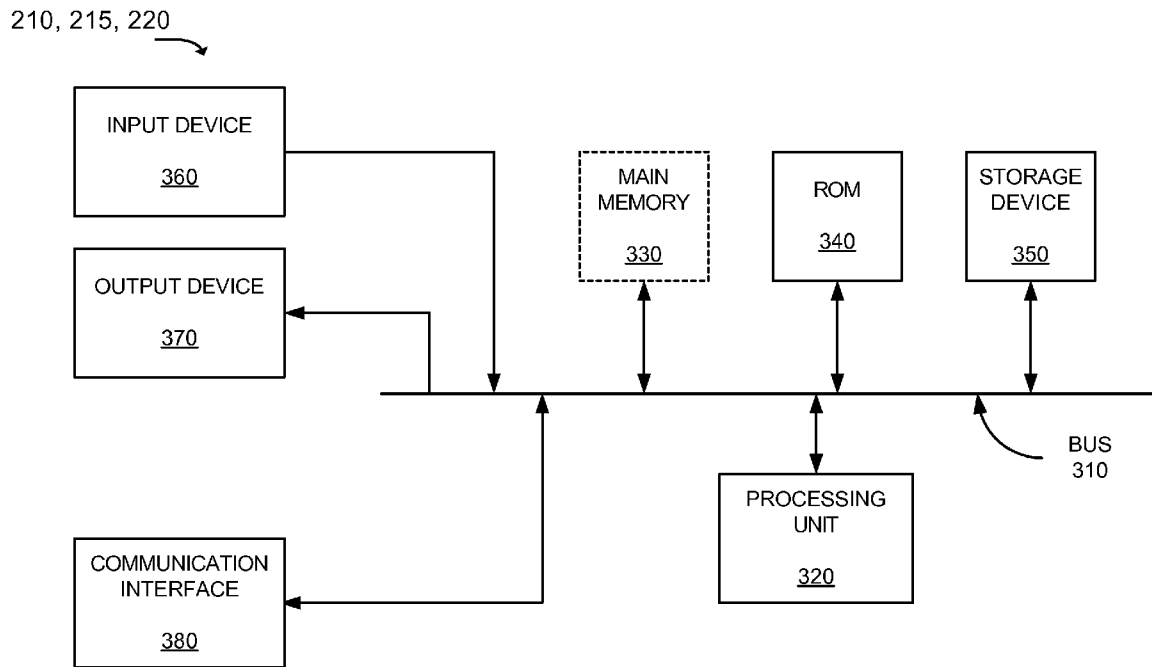 210, 215, 220
INPUT DEVICE
360
MAIN
MEMORY
330
ROM
340
STORAGE
DEVICE
350
OUTPUT DEVICE
370
BUS
310
PROCESSING
UNIT
320
COMMUNICATION
INTERFACE
380